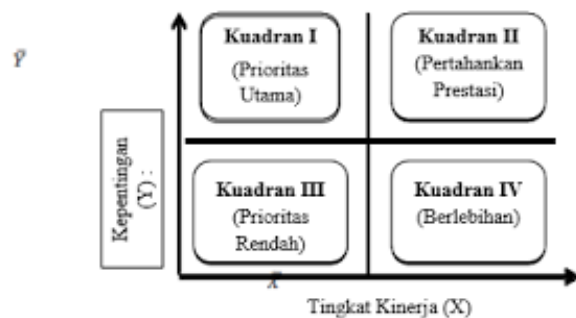 Ȳ
Kuadran I
(Prioritas
Utama)
Kuadran II
(Pertahankan
Prestasi)
Kepentingan
(Y) :
Kuadran III
(Prioritas
Rendah)
Kuadran IV
(Berlebihan)
X̄
Tingkat Kinerja (X)